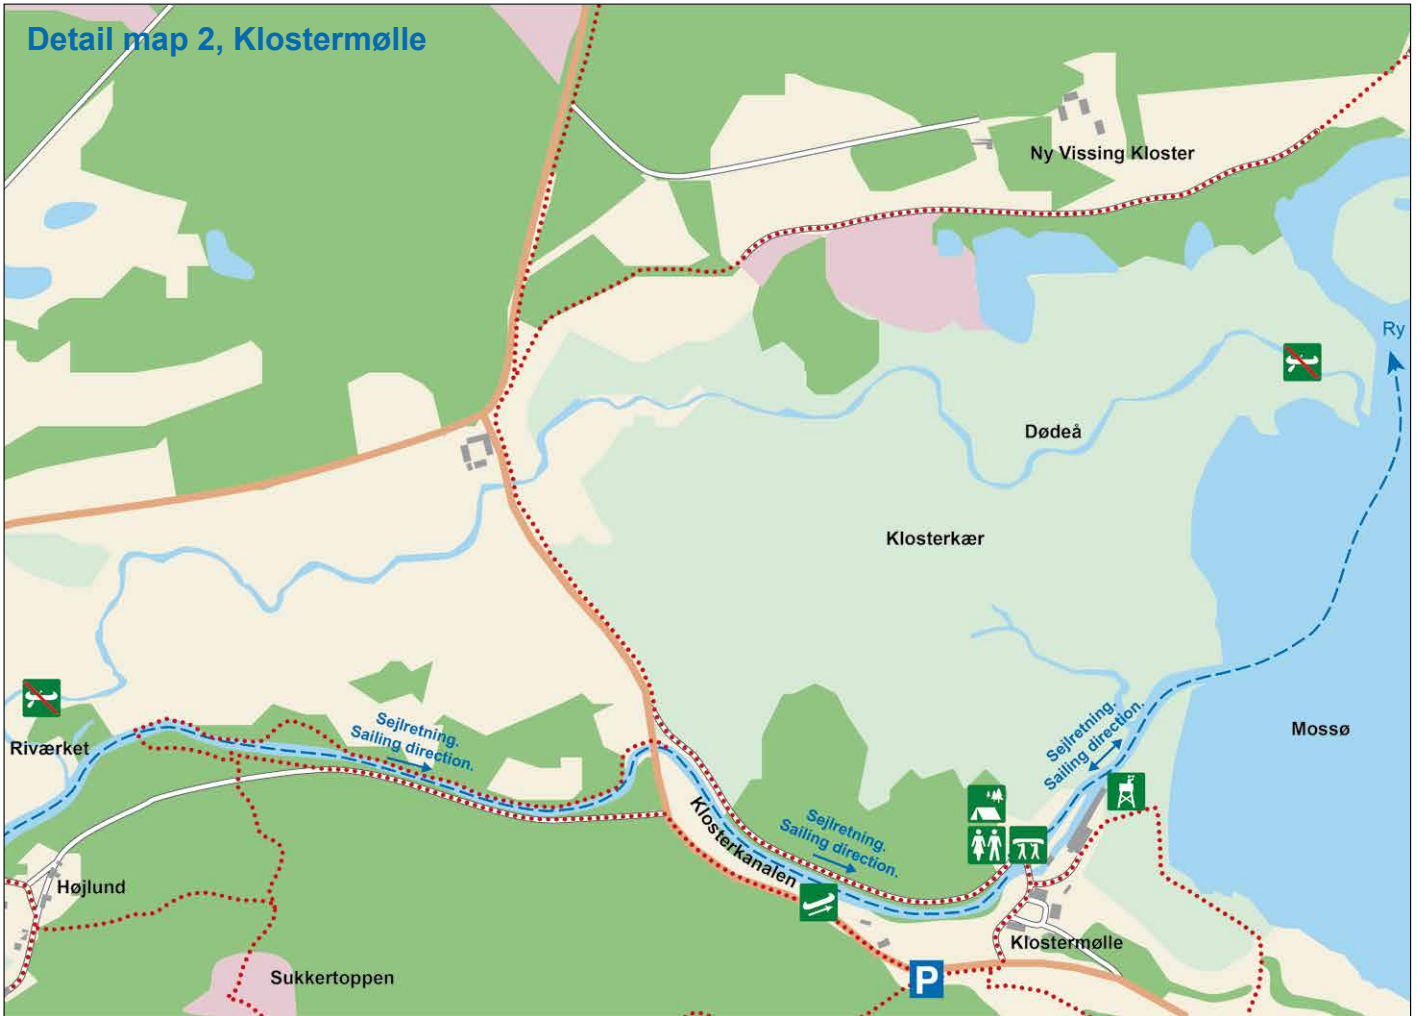 Detail map 2, Klostermølle
Ny Vissing Kloster
Ry
Dødeå
Klosterkær
Mossø
Riværket
Sejlretning.
Sailing direction.
Sejlretning.
Sailing direction.
Klosterkanalen
Sejlretning.
Sailing direction.
Højlund
Klostermølle
Sukkertoppen
P